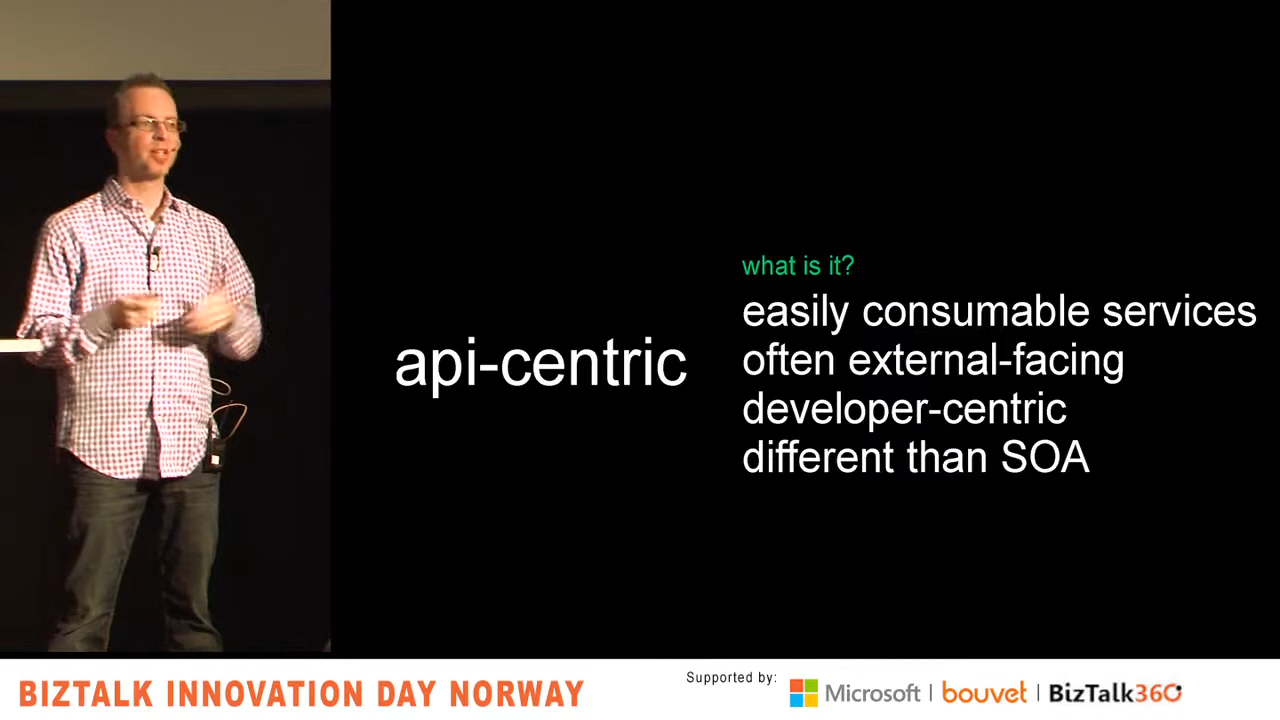 what is it?
easily consumable services
often external-facing
developer-centric
different than SOA
api-centric
BIZTALK INNOVATION DAY NORWAY
Supported by:
Microsoft | bouvet | BizTalk360